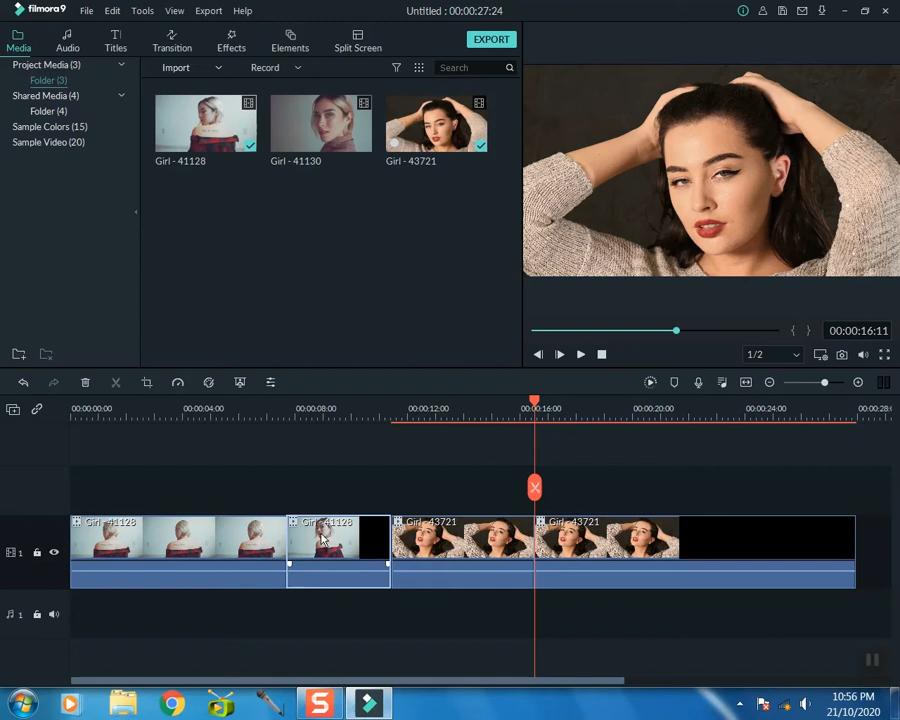 filmora9 File Edit Tools View Export Help Untitled : 00:00:27:24
Media Audio Titles Transition Effects Elements Split Screen EXPORT
Project Media (3)
Folder (3)
Shared Media (4)
Folder (4)
Sample Colors (15)
Sample Video (20)
Import Record Search
Girl - 41128 Girl - 41130 Girl - 43721
{ } 00:00:16:11
1/2
00:00:00:00 00:00:04:00 00:00:08:00 00:00:12:00 00:00:16:00 00:00:20:00 00:00:24:00 00:00:28:0
Girl - 41128 Girl - 41128 Girl - 43721 Girl - 43721
1
1
S
10:56 PM
21/10/2020